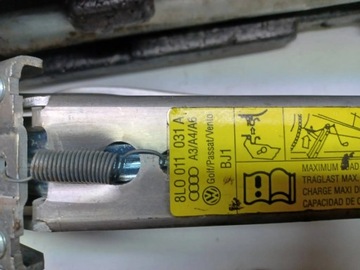 8L0 011 031 A
A3/A4/A6
Golf/Passat/Vento
BJ1
MAXIMUM LOAD
TRAGLAST MAX.
CHARGE MAXI D
CAPACIDAD DE C